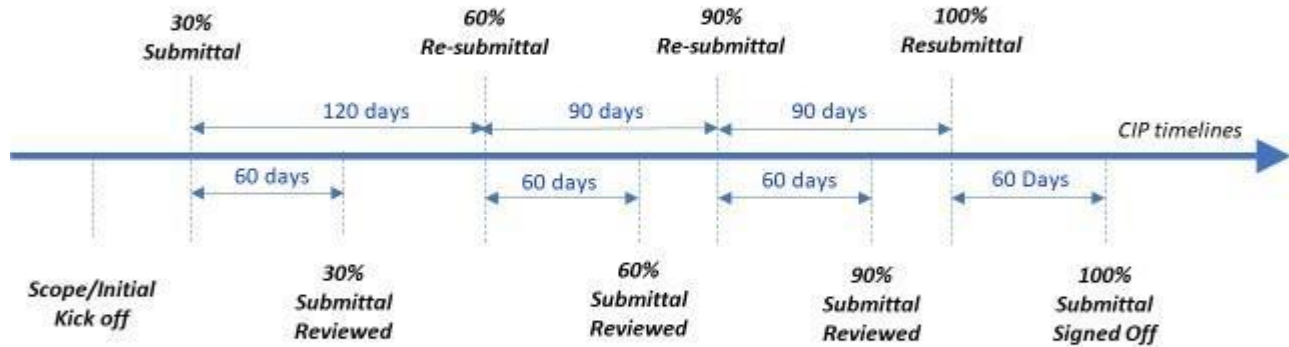 30%
Submittal
60%
Re-submittal
90%
Re-submittal
100%
Resubmittal
120 days
90 days
90 days
CIP timelines
60 days
60 days
60 days
60 Days
Scope/Initial
Kick off
30%
Submittal
Reviewed
60%
Submittal
Reviewed
90%
Submittal
Reviewed
100%
Submittal
Signed Off